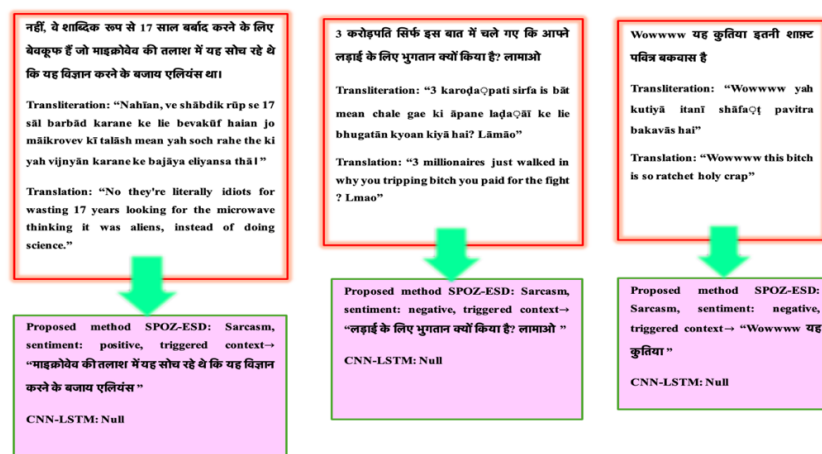 नहीं, वे शाब्दिक रूप से 17 साल बर्बाद करने के लिए
बेवकूफ हैं जो माइक्रोवेव की तलाश में यह सोच रहे थे
कि यह विज्ञान करने के बजाय एलियंस था।
Transliteration: “Nahīan, ve shābdik rūp se 17
sāl barbād karane ke lie bevakūf haian jo
māikrovev kī talāsh mean yah soch rahe the ki
yah vijnyān karane ke bajāya eliyansa thā।”
Translation: “No they're literally idiots for
wasting 17 years looking for the microwave
thinking it was aliens, instead of doing
science.”
Proposed method SPOZ-ESD: Sarcasm,
sentiment: positive, triggered context→
“माइक्रोवेव की तलाश में यह सोच रहे थे कि यह विज्ञान
करने के बजाय एलियंस ”
CNN-LSTM: Null
3 करोड़पति सिर्फ इस बात में चले गए कि आपने
लड़ाई के लिए भुगतान क्यों किया है? लामाओ
Transliteration: “3 karoḍa़pati sirfa is bāt
mean chale gae ki āpane laḍa़āī ke lie
bhugatān kyoan kiyā hai? Lāmāo”
Translation: “3 millionaires just walked in
why you tripping bitch you paid for the fight
? Lmao”
Proposed method SPOZ-ESD: Sarcasm,
sentiment: negative, triggered context→
“लड़ाई के लिए भुगतान क्यों किया है? लामाओ ”
CNN-LSTM: Null
Wowwww यह कुतिया इतनी शाफ़्ट
पवित्र बकवास है
Transliteration: “Wowwww yah
kutiyā itanī shāfa़ṭ pavitra
bakavās hai”
Translation: “Wowwww this bitch
is so ratchet holy crap”
Proposed method SPOZ-ESD:
Sarcasm, sentiment: negative,
triggered context→ “Wowwww यह
कुतिया ”
CNN-LSTM: Null